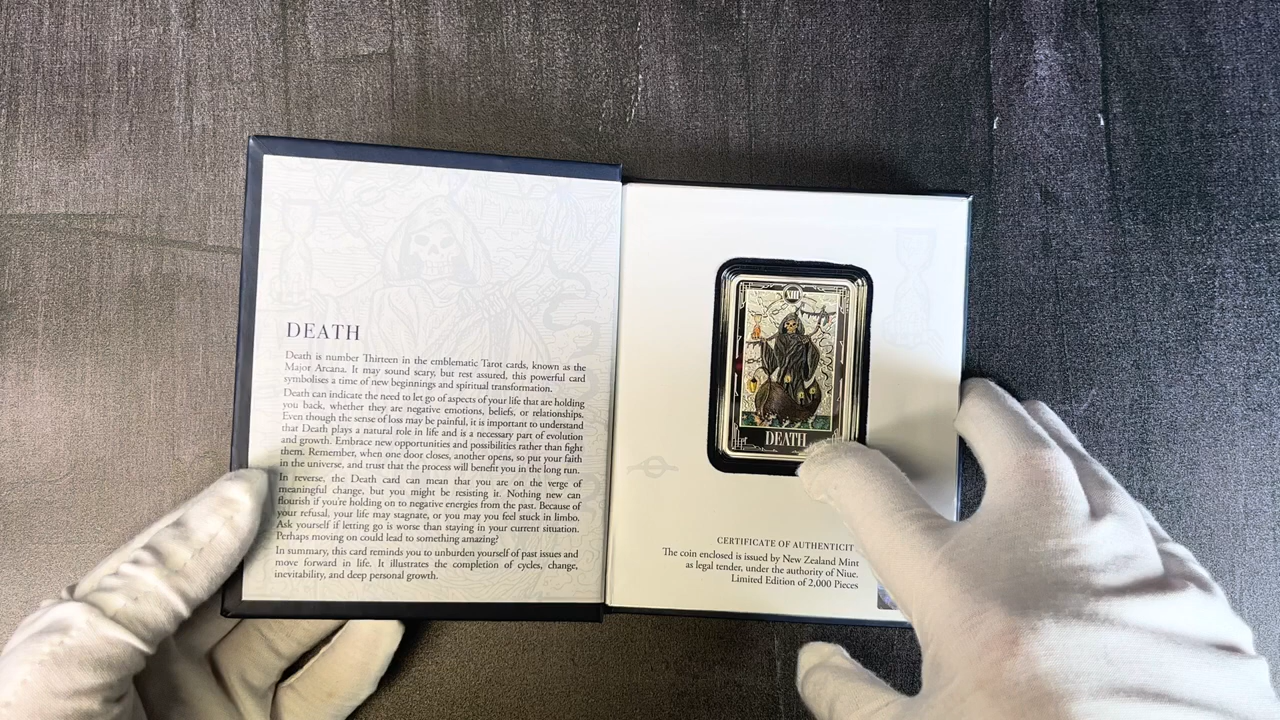 DEATH
Death is number Thirteen in the emblematic Tarot cards, known as the
Major Arcana. It may sound scary, but rest assured, this powerful card
symbolises a time of new beginnings and spiritual transformation.
Death can indicate the need to let go of aspects of your life that are holding
you back, whether they are negative emotions, beliefs, or relationships.
Even though the sense of loss may be painful, it is important to understand
that Death plays a natural role in life and is a necessary part of evolution
and growth. Embrace new opportunities and possibilities rather than fight
them. Remember, when one door closes, another opens, so put your faith
in the universe, and trust that the process will benefit you in the long run.
In reverse, the Death card can mean that you are on the verge of
meaningful change, but you might be resisting it. Nothing new can
flourish if you're holding on to negative energies from the past. Because of
your refusal, your life may stagnate, or you may you feel stuck in limbo.
Ask yourself if letting go is worse than staying in your current situation.
Perhaps moving on could lead to something amazing?
In summary, this card reminds you to unburden yourself of past issues and
move forward in life. It illustrates the completion of cycles, change,
inevitability, and deep personal growth.
XIII
DEATH
CERTIFICATE OF AUTHENTICIT
The coin enclosed is issued by New Zealand Mint
as legal tender, under the authority of Niue.
Limited Edition of 2,000 Pieces